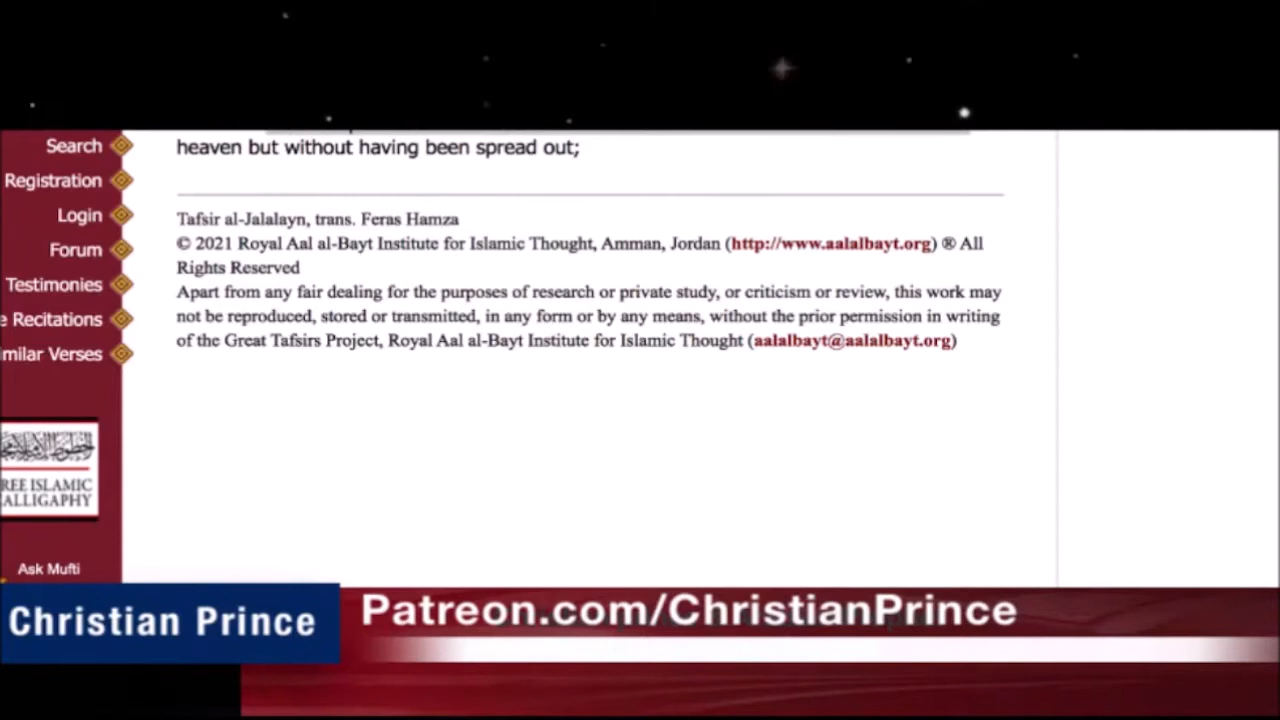 Search
Registration
Login
Forum
Testimonies
e Recitations
imilar Verses
REE ISLAMIC
ALLIGAPHY
Ask Mufti
heaven but without having been spread out;
Tafsir al-Jalalayn, trans. Feras Hamza
© 2021 Royal Aal al-Bayt Institute for Islamic Thought, Amman, Jordan (http://www.aalalbayt.org) ® All
Rights Reserved
Apart from any fair dealing for the purposes of research or private study, or criticism or review, this work may
not be reproduced, stored or transmitted, in any form or by any means, without the prior permission in writing
of the Great Tafsirs Project, Royal Aal al-Bayt Institute for Islamic Thought (aalalbayt@aalalbayt.org)
Christian Prince
Patreon.com/ChristianPrince